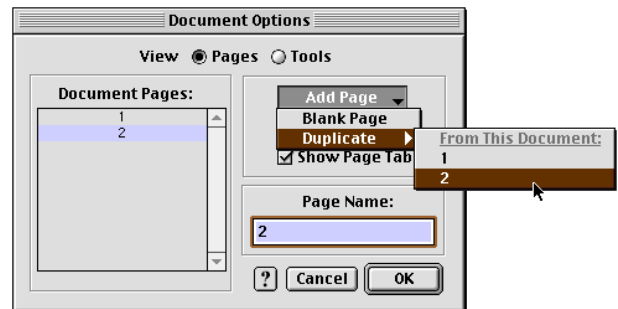 Document Options
View Pages Tools
Document Pages:
1
2
Add Page
Blank Page
Duplicate
From This Document:
1
2
Show Page Tab
Page Name:
2
? Cancel OK